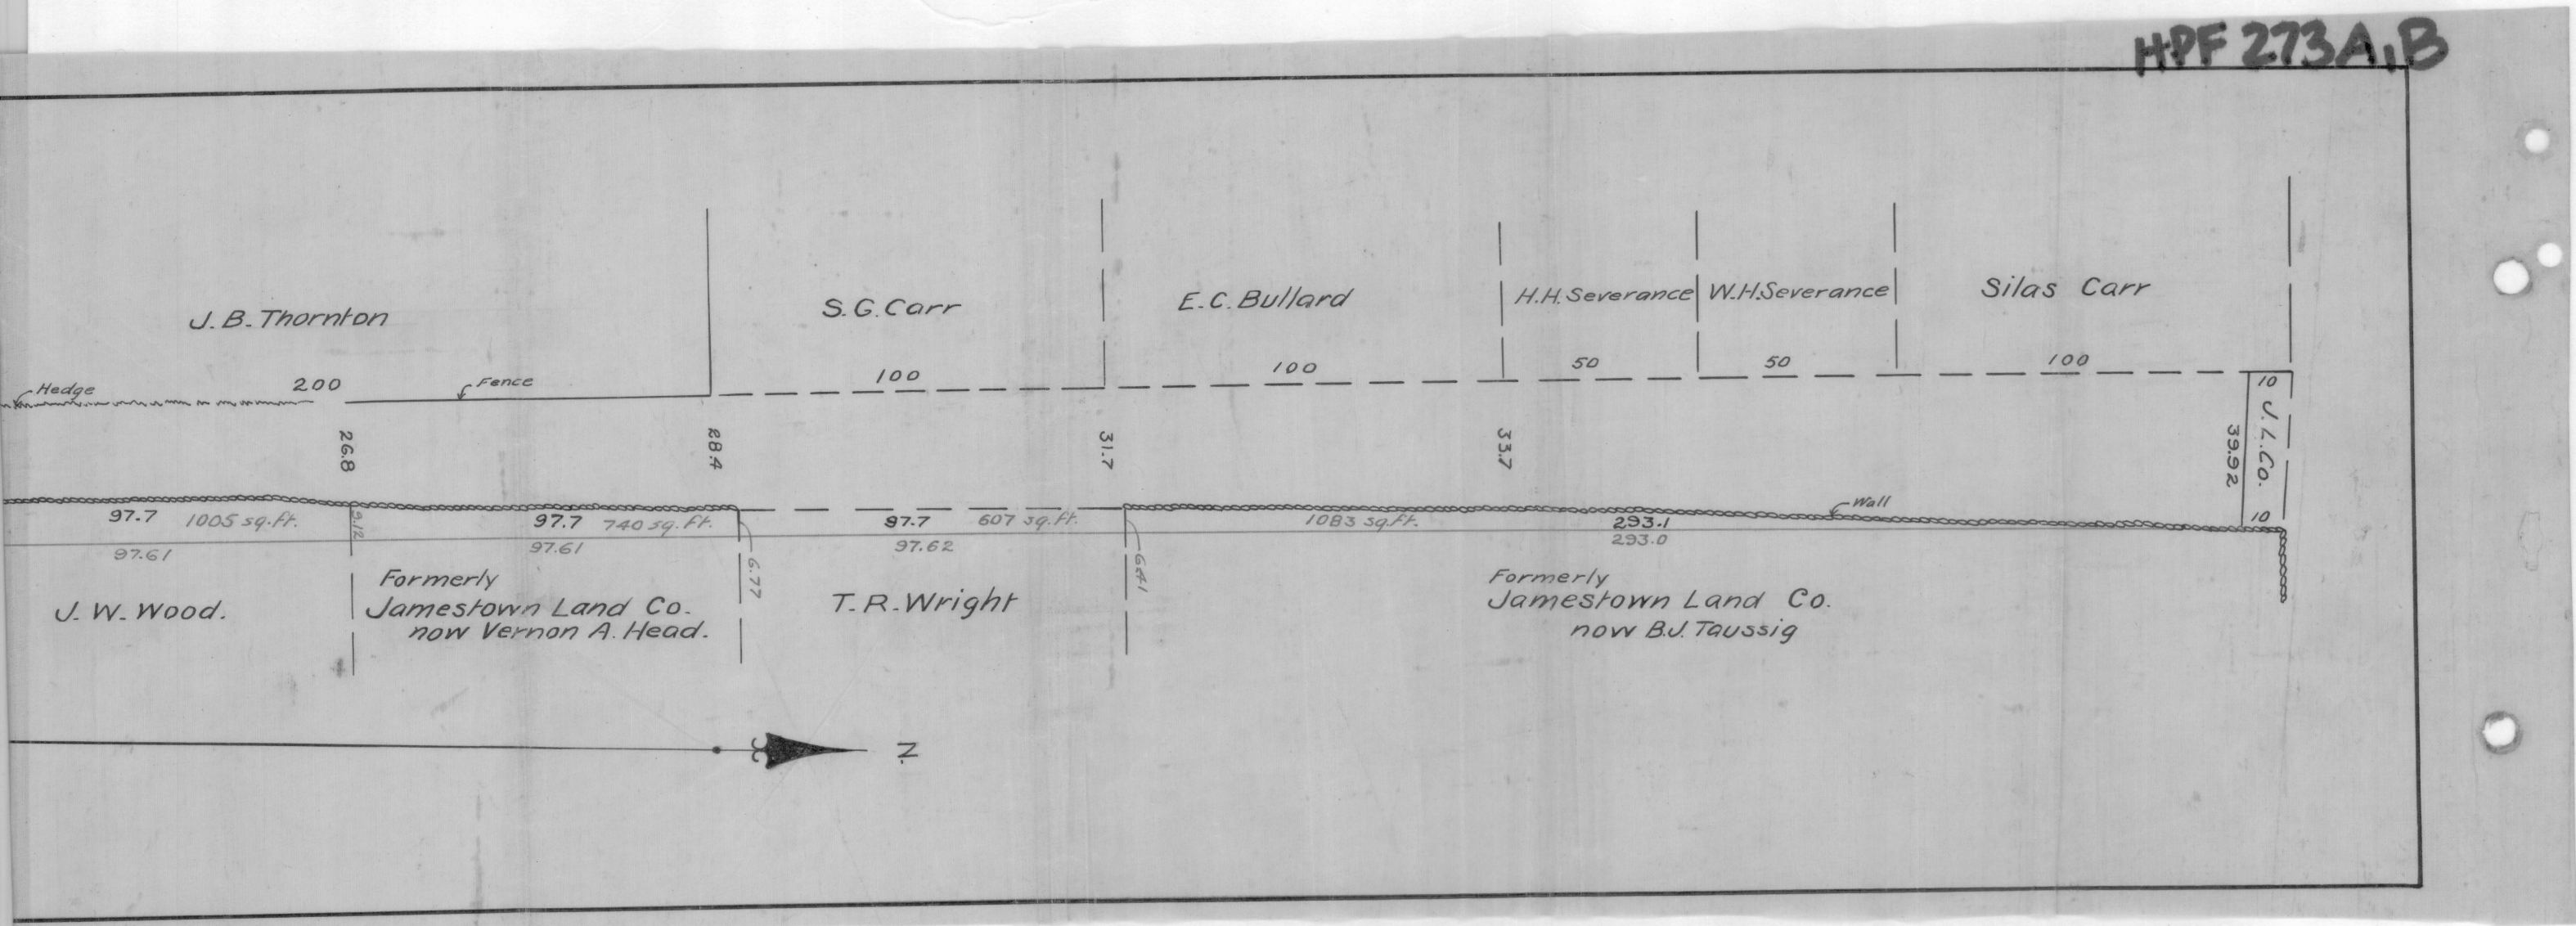 HPF 273A,B
J. B. Thornton
S. G. Carr
E. C. Bullard
H.H. Severance
W.H. Severance
Silas Carr
Hedge
200
Fence
100
100
50
50
100
10
26.8
28.4
31.7
33.7
39.92
J. L. Co.
10
97.7 1005 sq. ft.
9.12
97.7 740 sq. ft.
97.7 607 sq. ft.
1083 sq. ft.
293.1
Wall
97.61
97.61
6.77
97.62
6.41
293.0
J. W. Wood.
Formerly
Jamestown Land Co.
now Vernon A. Head.
T. R. Wright
Formerly
Jamestown Land Co.
now B.J. Taussig
N.